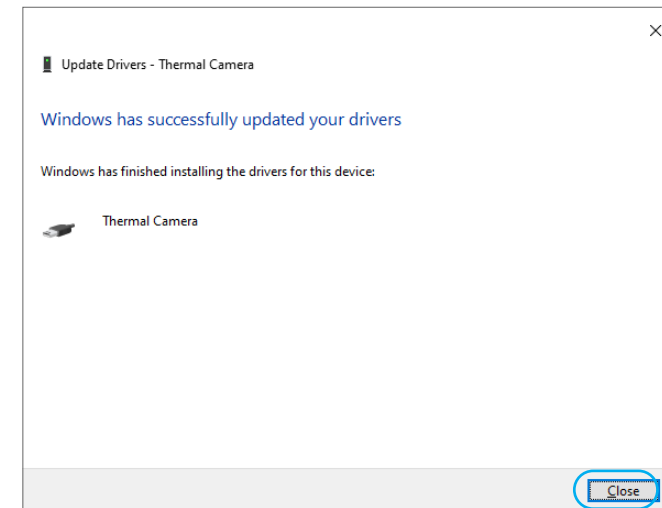 Update Drivers - Thermal Camera
Windows has successfully updated your drivers
Windows has finished installing the drivers for this device:
Thermal Camera
Close